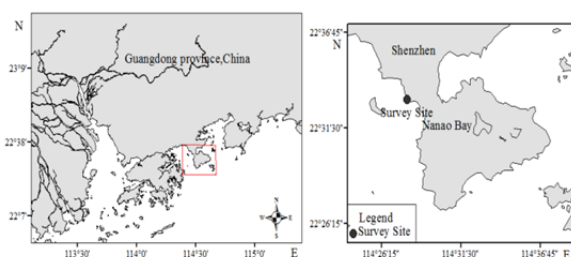 N
Guangdong province,China
23°9'
22°38'
22°7'
113°30'
114°0'
114°30'
115°0'
E
N
W
E
S
22°36'45"
N
Shenzhen
Survey Site
Nanao Bay
22°31'30"
22°26'15"
Legend
Survey Site
114°26'15"
114°31'30"
114°36'45"
E